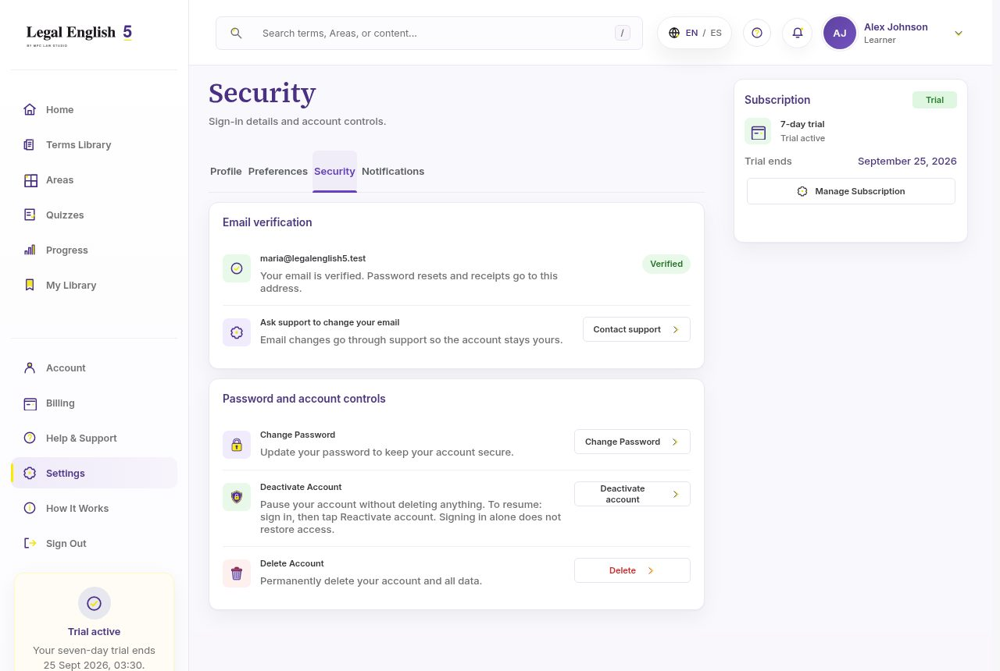 Legal English 5
BY MPC LAW STUDIO
Home
Terms Library
Areas
Quizzes
Progress
My Library
Account
Billing
Help & Support
Settings
How It Works
Sign Out
Trial active
Your seven-day trial ends
25 Sept 2026, 03:30.
Search terms, Areas, or content...
/
EN / ES
AJ
Alex Johnson
Learner
Security
Sign-in details and account controls.
Profile Preferences Security Notifications
Email verification
maria@legalenglish5.test
Your email is verified. Password resets and receipts go to this
address.
Verified
Ask support to change your email
Email changes go through support so the account stays yours.
Contact support
Password and account controls
Change Password
Update your password to keep your account secure.
Change Password
Deactivate Account
Pause your account without deleting anything. To resume:
sign in, then tap Reactivate account. Signing in alone does not
restore access.
Deactivate
account
Delete Account
Permanently delete your account and all data.
Delete
Subscription
Trial
7-day trial
Trial active
Trial ends
September 25, 2026
Manage Subscription